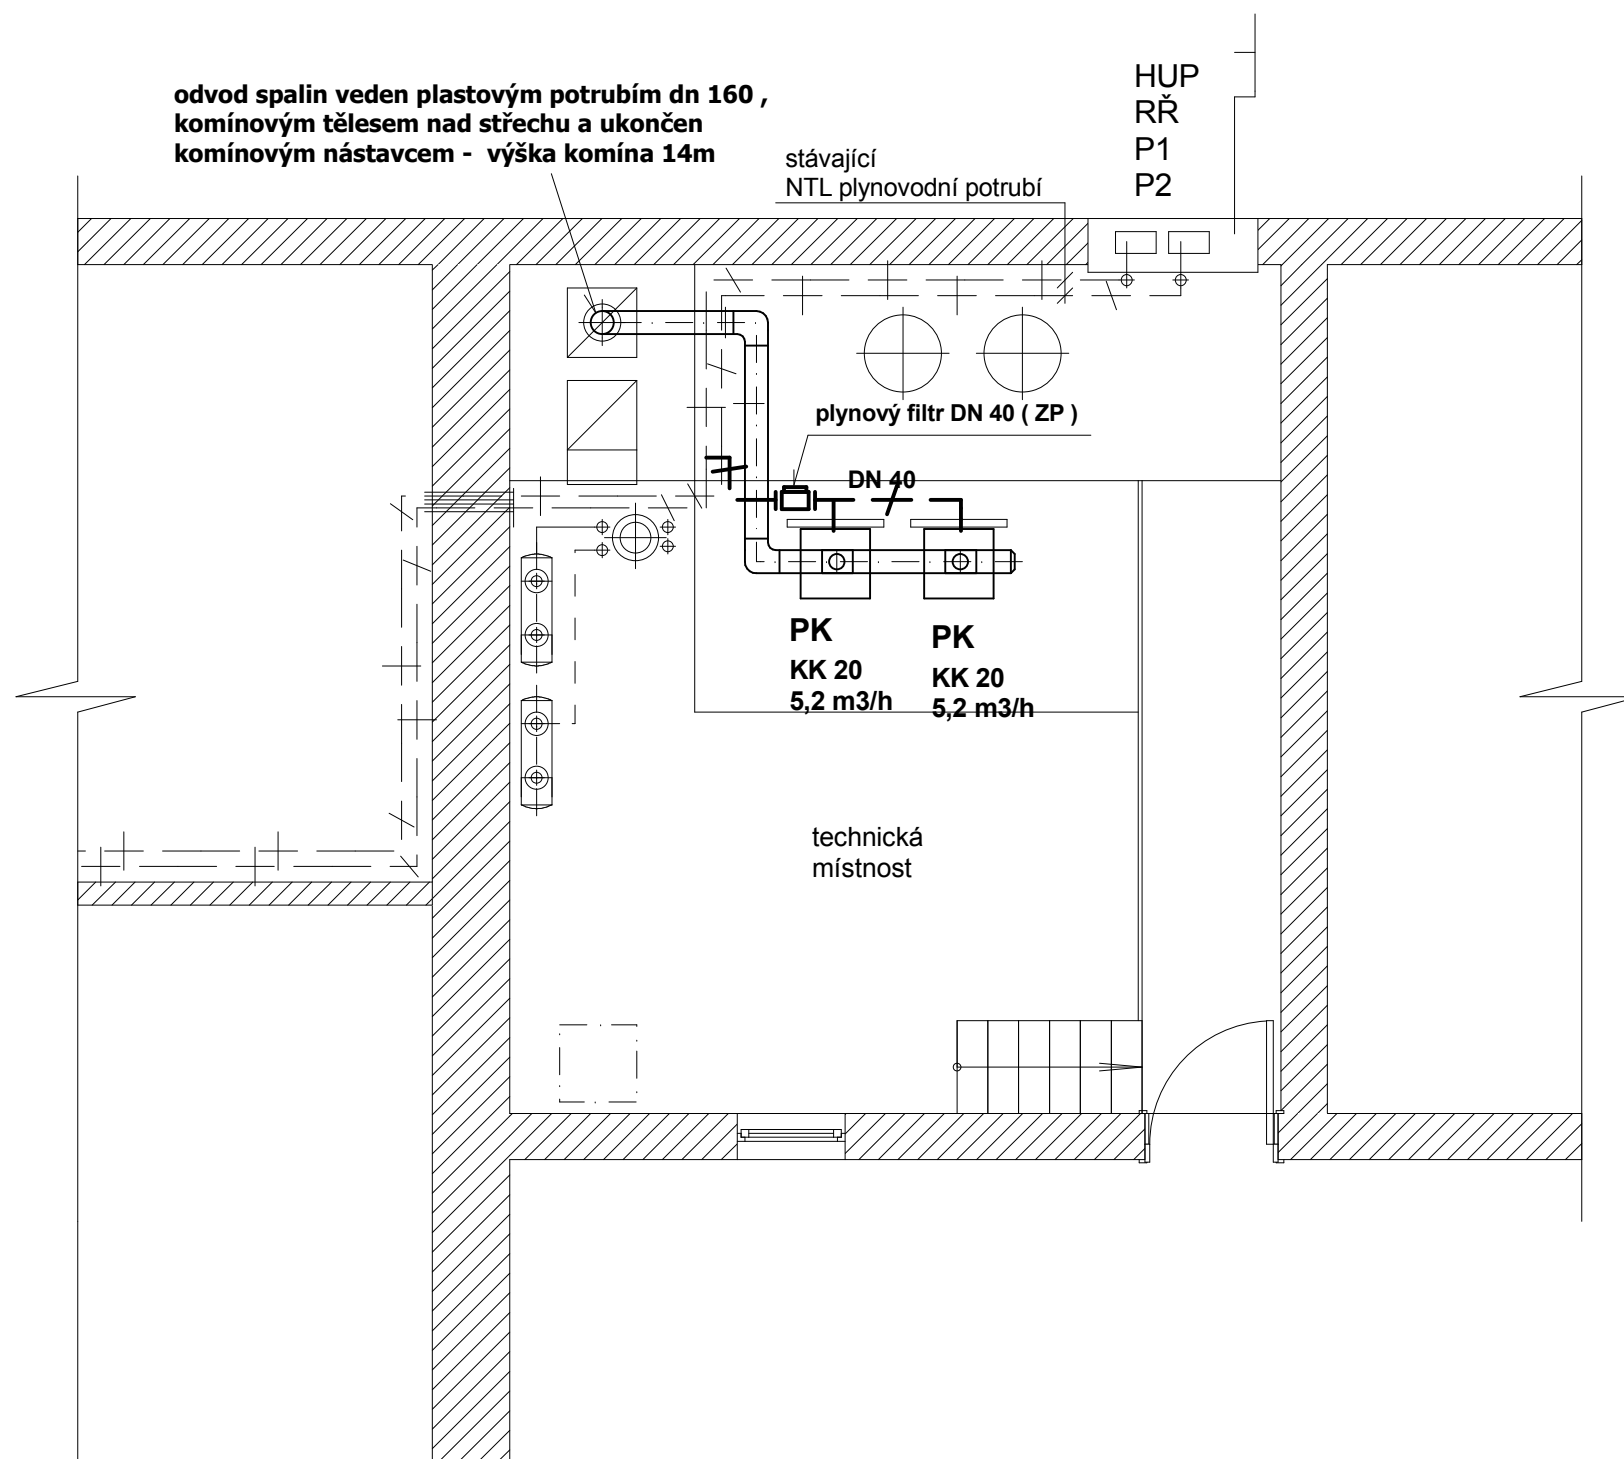 odvod spalin veden plastovým potrubím dn 160 ,
komínovým tělesem nad střechu a ukončen
komínovým nástavcem - výška komína 14m
HUP
RŘ
P1
P2
stávající
NTL plynovodní potrubí
plynový filtr DN 40 ( ZP )
DN 40
PK
KK 20
5,2 m3/h
PK
KK 20
5,2 m3/h
technická
místnost